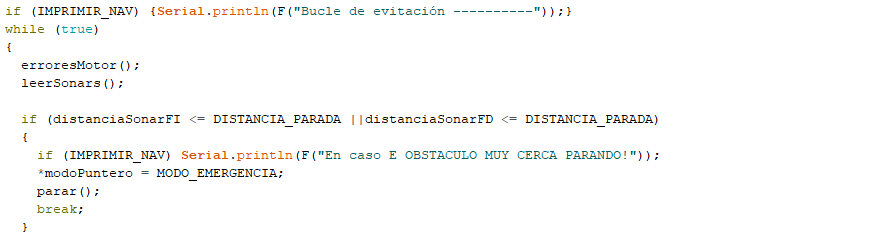 if (IMPRIMIR_NAV) {Serial.println(F("Bucle de evitación ----------"));}
while (true)
{
  erroresMotor();
  leerSonars();

  if (distanciaSonarFI <= DISTANCIA_PARADA ||distanciaSonarFD <= DISTANCIA_PARADA)
  {
    if (IMPRIMIR_NAV) Serial.println(F("En caso E OBSTACULO MUY CERCA PARANDO!"));
    *modoPuntero = MODO_EMERGENCIA;
    parar();
    break;
  }